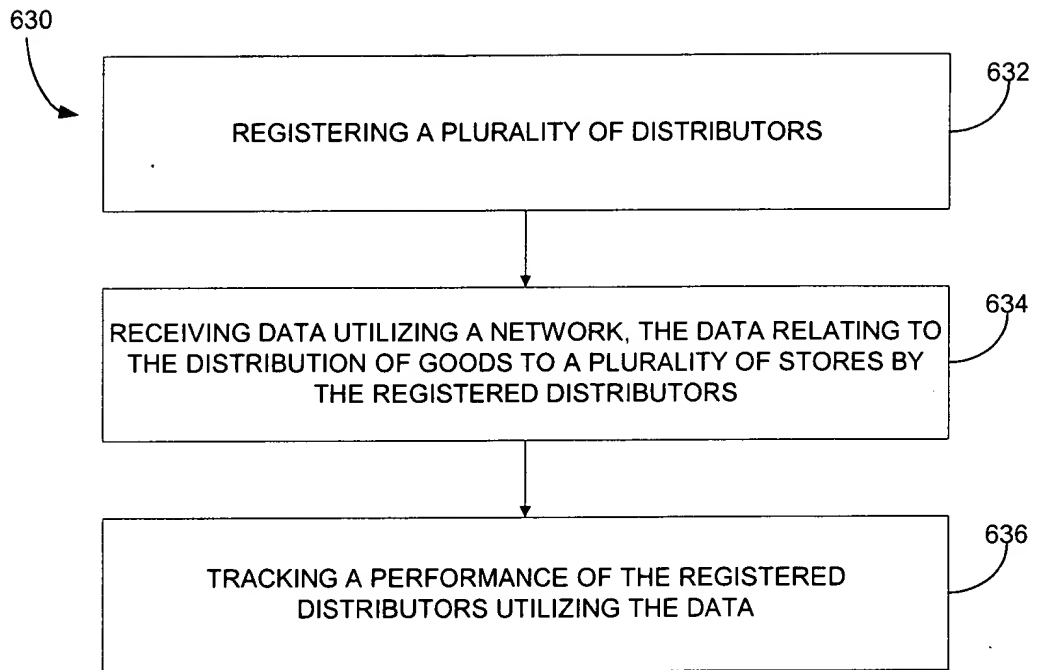 630
632
REGISTERING A PLURALITY OF DISTRIBUTORS
634
RECEIVING DATA UTILIZING A NETWORK, THE DATA RELATING TO
THE DISTRIBUTION OF GOODS TO A PLURALITY OF STORES BY
THE REGISTERED DISTRIBUTORS
636
TRACKING A PERFORMANCE OF THE REGISTERED
DISTRIBUTORS UTILIZING THE DATA